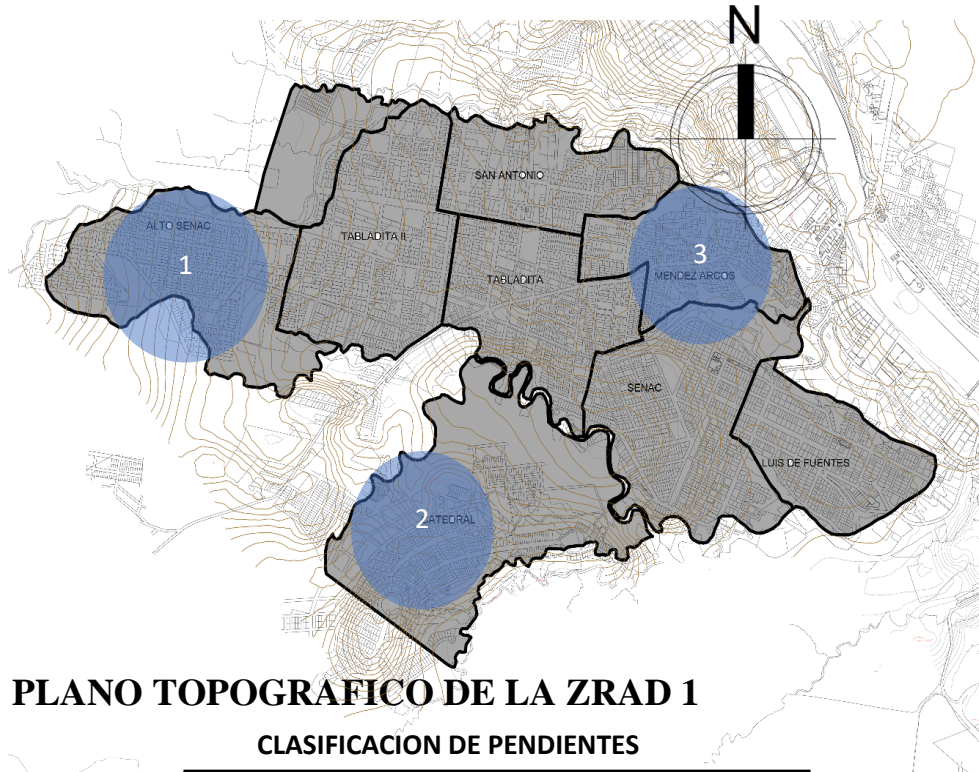 N
SAN ANTONIO
ALTO SENAC
TABLADITA II
3
1
TABLADITA
MENDEZ ARCOS
SENAC
LUIS DE FUENTES
2
CATEDRAL
PLANO TOPOGRAFICO DE LA ZRAD 1
CLASIFICACION DE PENDIENTES